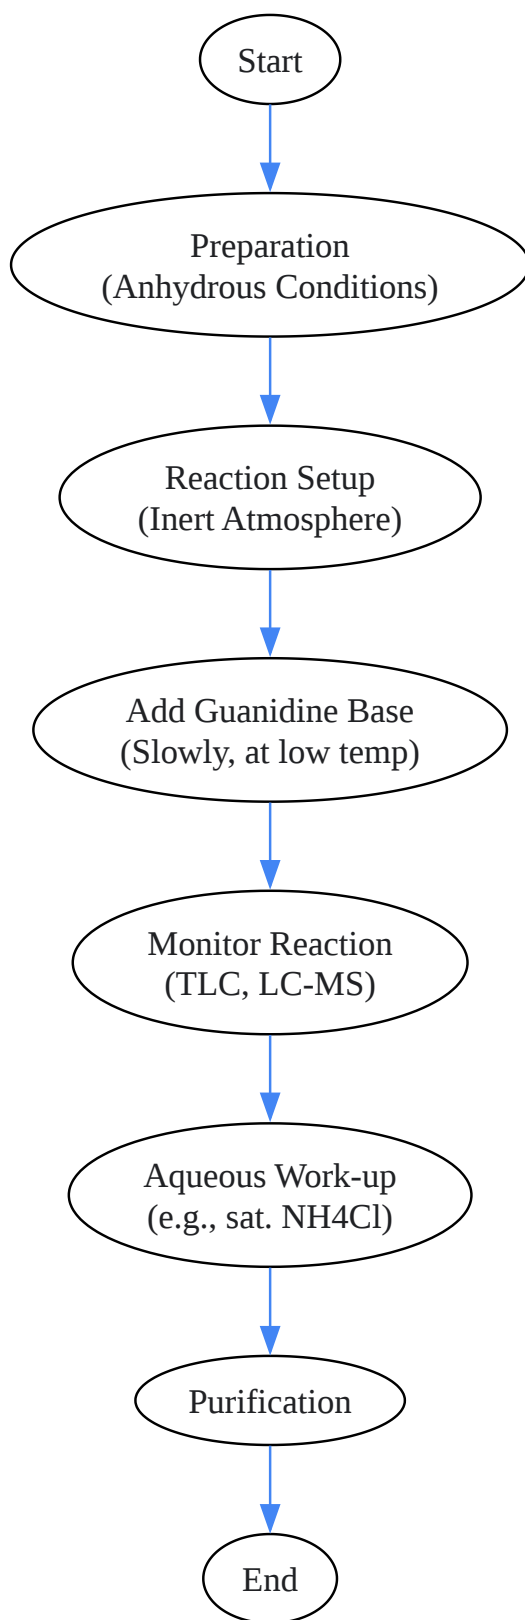 Start
Preparation
(Anhydrous Conditions)
Reaction Setup
(Inert Atmosphere)
Add Guanidine Base
(Slowly, at low temp)
Monitor Reaction
(TLC, LC-MS)
Aqueous Work-up
(e.g., sat. NH4Cl)
Purification
End